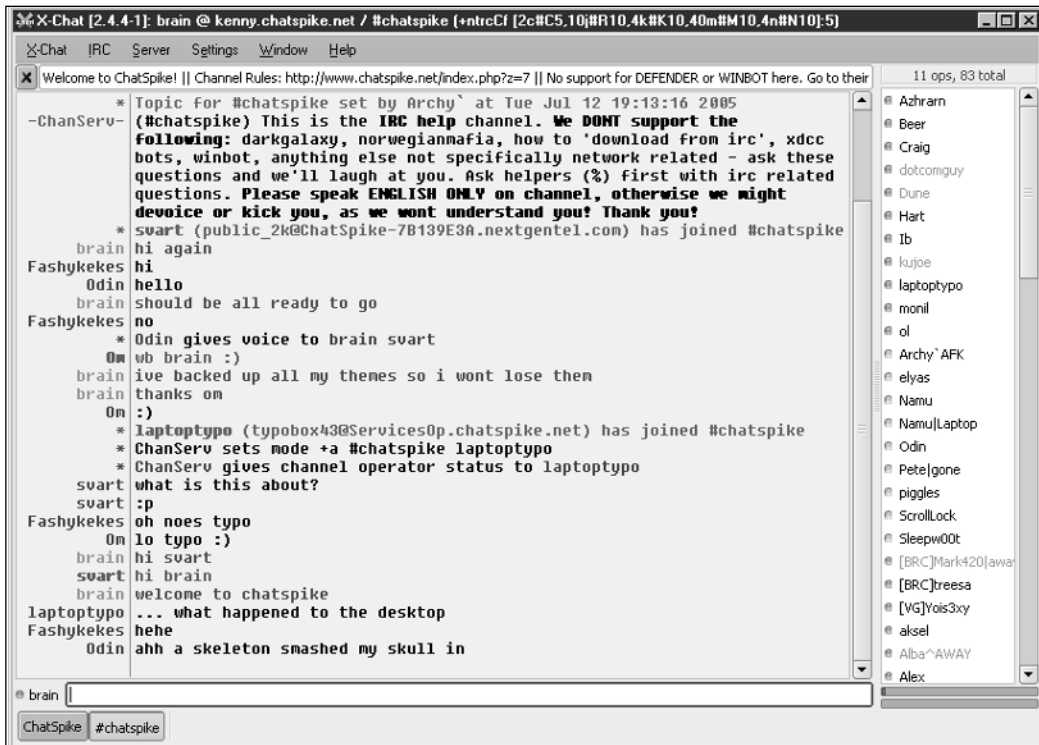 X-Chat [2.4.4-1]: brain @ kenny.chatspike.net / #chatspike (+ntrcCf [2c#C5,10j#R10,4k#K10,40m#M10,4n#N10]:5)
X-Chat IRC Server Settings Window Help
Welcome to ChatSpike! || Channel Rules: http://www.chatspike.net/index.php?z=7 || No support for DEFENDER or WINBOT here. Go to their
11 ops, 83 total
* Topic for #chatspike set by Archy` at Tue Jul 12 19:13:16 2005
-ChanServ- (#chatspike) This is the IRC help channel. We DONT support the
following: darkgalaxy, norwegianmafia, how to 'download from irc', xdcc
bots, winbot, anything else not specifically network related - ask these
questions and we'll laugh at you. Ask helpers (%) first with irc related
questions. Please speak ENGLISH ONLY on channel, otherwise we might
devoice or kick you, as we wont understand you! Thank you!
* svart (public_2k@ChatSpike-7B139E3A.nextgentel.com) has joined #chatspike
brain hi again
Fashykekes hi
Odin hello
brain should be all ready to go
Fashykekes no
* Odin gives voice to brain svart
Om wb brain :)
brain ive backed up all my themes so i wont lose them
brain thanks om
Om :)
* laptoptypo (typobox43@ServicesOp.chatspike.net) has joined #chatspike
* ChanServ sets mode +a #chatspike laptoptypo
* ChanServ gives channel operator status to laptoptypo
svart what is this about?
svart :p
Fashykekes oh noes typo
Om lo typo :)
brain hi svart
svart hi brain
brain welcome to chatspike
laptoptypo ... what happened to the desktop
Fashykekes hehe
Odin ahh a skeleton smashed my skull in
Azhrarn
Beer
Craig
dotcomguy
Dune
Hart
Ib
kujoe
laptoptypo
monil
ol
Archy`AFK
elyas
Namu
Namu|Laptop
Odin
Pete|gone
piggles
ScrollLock
Sleepw00t
[BRC]Mark420|away
[BRC]treesa
[VG]Yois3xy
aksel
Alba^AWAY
Alex
brain
ChatSpike #chatspike